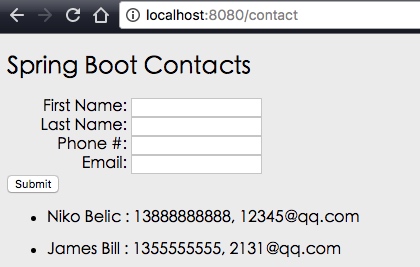 localhost:8080/contact
Spring Boot Contacts
First Name:
Last Name:
Phone #:
Email:
Submit
Niko Belic : 13888888888, 12345@qq.com
James Bill : 1355555555, 2131@qq.com